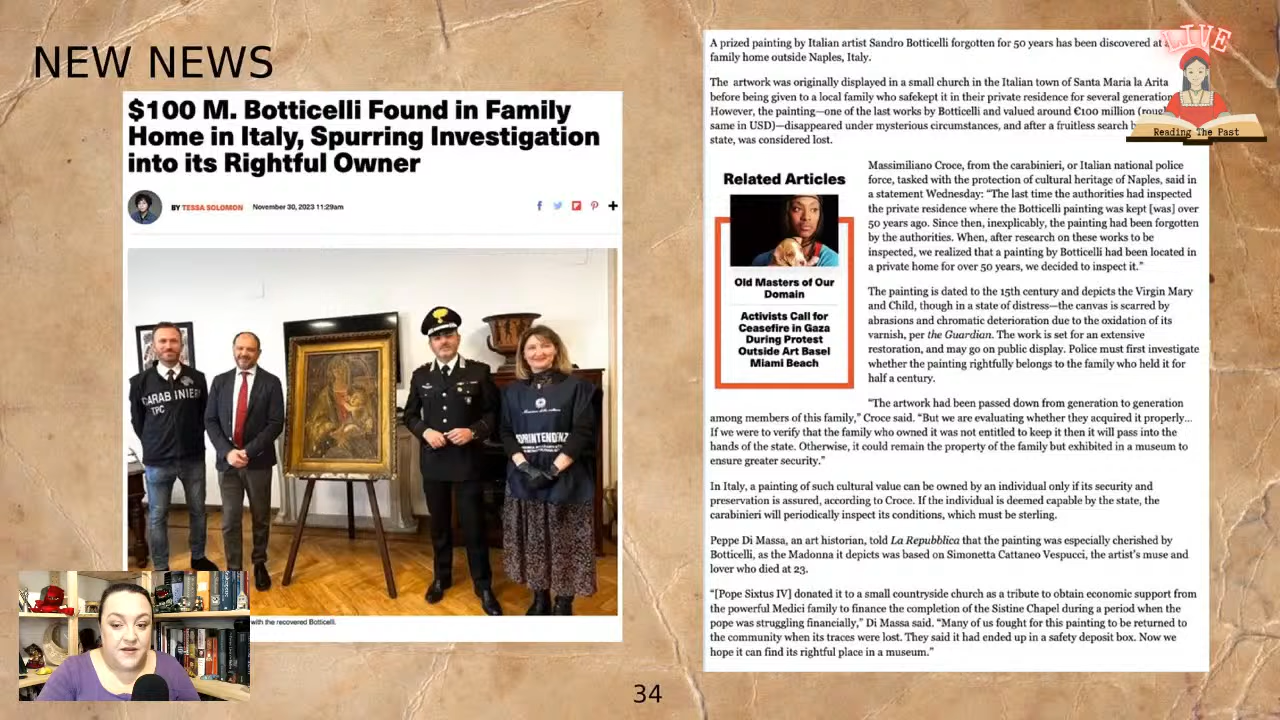 NEW NEWS
$100 M. Botticelli Found in Family
Home in Italy, Spurring Investigation
into its Rightful Owner
BY TESSA SOLOMON November 30, 2023 11:29am
CARABINIERI
TPC
with the recovered Botticelli.
A prized painting by Italian artist Sandro Botticelli forgotten for 50 years has been discovered at
family home outside Naples, Italy.
The artwork was originally displayed in a small church in the Italian town of Santa Maria la Arita
before being given to a local family who safekept it in their private residence for several generation
However, the painting—one of the last works by Botticelli and valued around €100 million (roug
same in USD)—disappeared under mysterious circumstances, and after a fruitless search b
state, was considered lost.
Related Articles
Old Masters of Our
Domain
Activists Call for
Ceasefire in Gaza
During Protest
Outside Art Basel
Miami Beach
Massimiliano Croce, from the carabinieri, or Italian national police
force, tasked with the protection of cultural heritage of Naples, said in
a statement Wednesday: “The last time the authorities had inspected
the private residence where the Botticelli painting was kept [was] over
50 years ago. Since then, inexplicably, the painting had been forgotten
by the authorities. When, after research on these works to be
inspected, we realized that a painting by Botticelli had been located in
a private home for over 50 years, we decided to inspect it.”
The painting is dated to the 15th century and depicts the Virgin Mary
and Child, though in a state of distress—the canvas is scarred by
abrasions and chromatic deterioration due to the oxidation of its
varnish, per the Guardian. The work is set for an extensive
restoration, and may go on public display. Police must first investigate
whether the painting rightfully belongs to the family who held it for
half a century.
“The artwork had been passed down from generation to generation
among members of this family,” Croce said. “But we are evaluating whether they acquired it properly...
If we were to verify that the family who owned it was not entitled to keep it then it will pass into the
hands of the state. Otherwise, it could remain the property of the family but exhibited in a museum to
ensure greater security.”
In Italy, a painting of such cultural value can be owned by an individual only if its security and
preservation is assured, according to Croce. If the individual is deemed capable by the state, the
carabinieri will periodically inspect its conditions, which must be sterling.
Peppe Di Massa, an art historian, told La Repubblica that the painting was especially cherished by
Botticelli, as the Madonna it depicts was based on Simonetta Cattaneo Vespucci, the artist’s muse and
lover who died at 23.
“[Pope Sixtus IV] donated it to a small countryside church as a tribute to obtain economic support from
the powerful Medici family to finance the completion of the Sistine Chapel during a period when the
pope was struggling financially,” Di Massa said. “Many of us fought for this painting to be returned to
the community when its traces were lost. They said it had ended up in a safety deposit box. Now we
hope it can find its rightful place in a museum.”
LIVE
Reading The Past
34